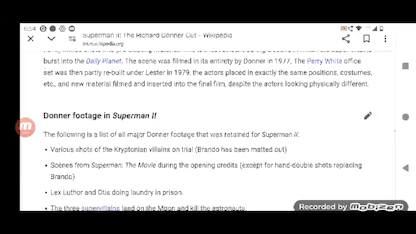 6:54
Superman II: The Richard Donner Cut - Wikipedia
burst into the Daily Planet. The scene was filmed in its entirety by Donner in 1977. The Perry White office
set was then partly re-built under Lester in 1979, the actors placed in exactly the same positions, costumes,
etc., and new material filmed and inserted into the final film, despite the actors looking physically different.
Donner footage in Superman II
The following is a list of all major Donner footage that was retained for Superman II.
• Various shots of the Kryptonian villains on trial (Brando has been matted out)
• Scenes from Superman: The Movie during the opening credits (except for hand-double shots replacing
Brando)
• Lex Luthor and Otis doing laundry in prison.
• The three supervillains land on the Moon and kill the astronauts.
Recorded by MOBIZEN